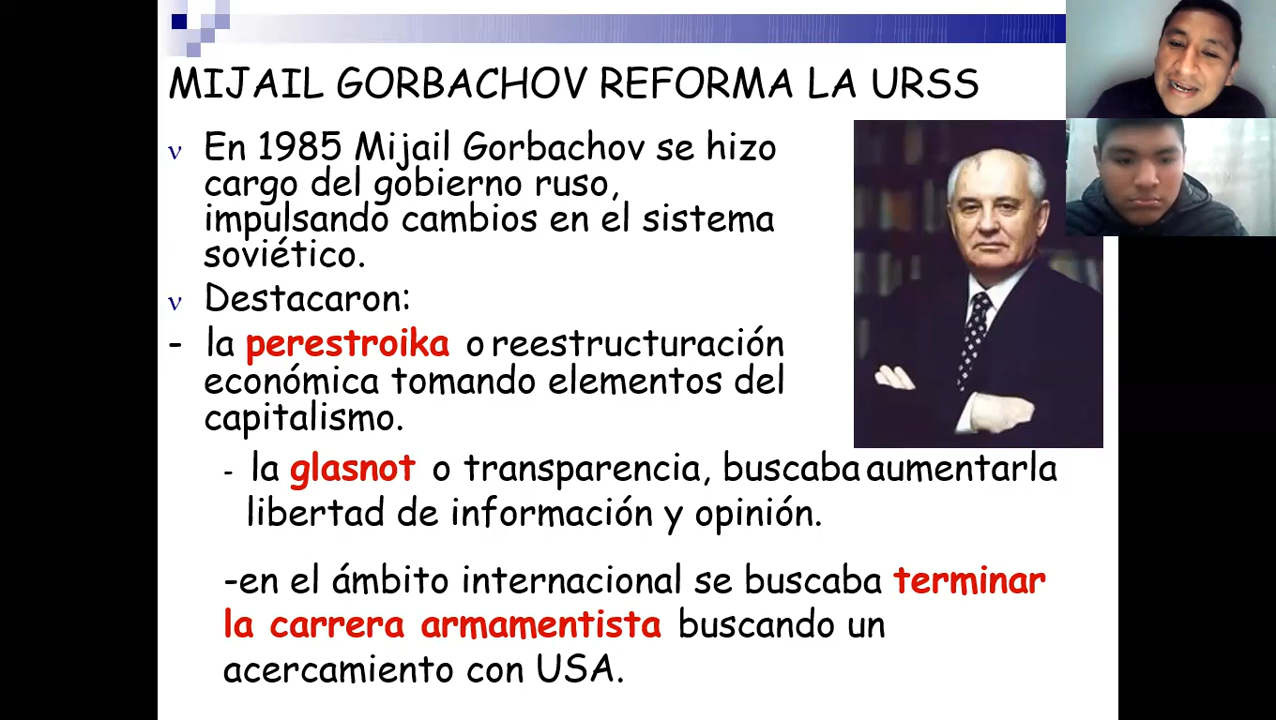 MIJAIL GORBACHOV REFORMA LA URSS
v En 1985 Mijail Gorbachov se hizo
cargo del gobierno ruso,
impulsando cambios en el sistema
soviético.
v Destacaron:
- la perestroika o reestructuración
económica tomando elementos del
capitalismo.
- la glasnot o transparencia, buscaba aumentarla
libertad de información y opinión.
-en el ámbito internacional se buscaba terminar
la carrera armamentista buscando un
acercamiento con USA.